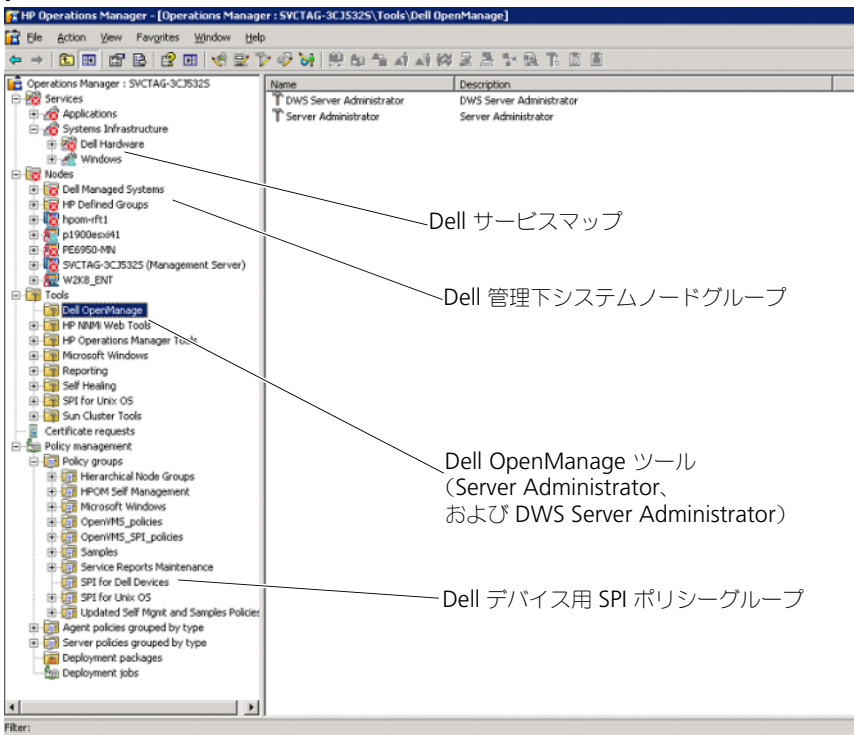 HP Operations Manager - [Operations Manager : SVCTAG-3CJ532S\Tools\Dell OpenManage]
File Action View Favorites Window Help
Operations Manager : SVCTAG-3CJ532S
Services
Applications
Systems Infrastructure
Dell Hardware
Windows
Nodes
Dell Managed Systems
HP Defined Groups
hpom-rft1
p1900esxi41
PE6950-MN
SVCTAG-3CJ532S (Management Server)
W2K8_ENT
Tools
Dell OpenManage
HP NNMi Web Tools
HP Operations Manager Tools
Microsoft Windows
Reporting
Self Healing
SPI for Unix OS
Sun Cluster Tools
Certificate requests
Policy management
Policy groups
Hierarchical Node Groups
HPOM Self Management
Microsoft Windows
OpenVMS_policies
OpenVMS_SPI_policies
Samples
Service Reports Maintenance
SPI for Dell Devices
SPI for Unix OS
Updated Self Mgmt and Samples Policies
Agent policies grouped by type
Server policies grouped by type
Deployment packages
Deployment jobs
Name Description
DWS Server Administrator DWS Server Administrator
Server Administrator Server Administrator
Dell サービスマップ
Dell 管理下システムノードグループ
Dell OpenManage ツール
(Server Administrator、
および DWS Server Administrator)
Dell デバイス用 SPI ポリシーグループ
Filter: